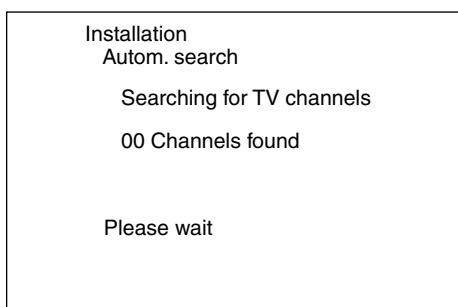 Installation
Autom. search
Searching for TV channels
00 Channels found
Please wait